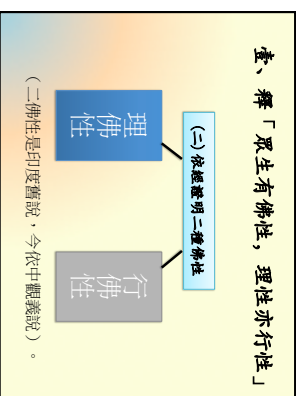 壹、釋「眾生有佛性，理性亦行性」
(二) 依經證明二種佛性
理佛性
行佛性
（二佛性是印度舊說，今依中觀義說）。